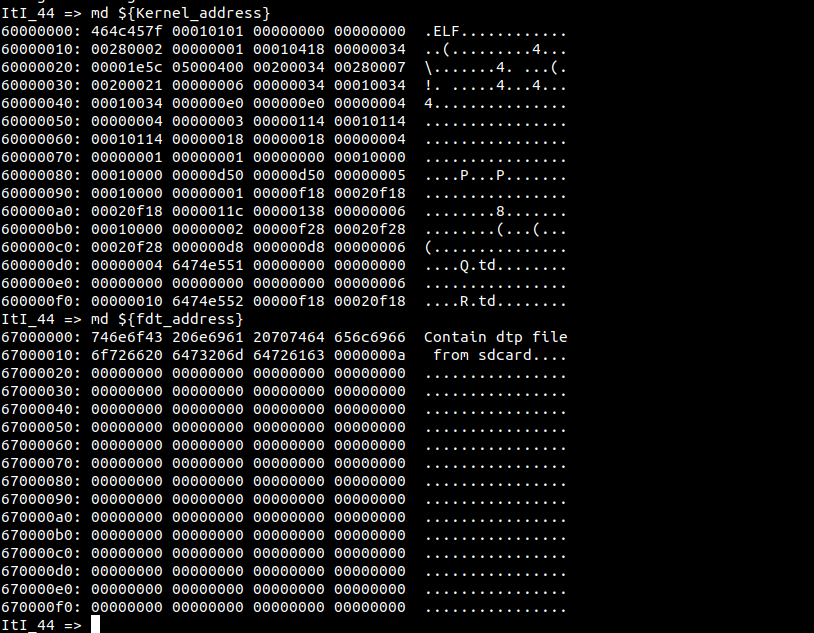 ItI_44 => md ${Kernel_address}
60000000: 464c457f 00010101 00000000 00000000  .ELF............
60000010: 00280002 00000001 00010418 00000034  ..(.........4...
60000020: 00001e5c 05000400 00200034 00280007  \.......4. ...(.
60000030: 00200021 00000006 00000034 00010034  !. .....4...4...
60000040: 00010034 000000e0 000000e0 00000004  4...............
60000050: 00000004 00000003 00000114 00010114  ................
60000060: 00010114 00000018 00000018 00000004  ................
60000070: 00000001 00000001 00000000 00010000  ................
60000080: 00010000 00000d50 00000d50 00000005  ....P...P.......
60000090: 00010000 00000001 00000f18 00020f18  ................
600000a0: 00020f18 0000011c 00000138 00000006  ........8.......
600000b0: 00010000 00000002 00000f28 00020f28  ........(...(...
600000c0: 00020f28 000000d8 000000d8 00000006  (...............
600000d0: 00000004 6474e551 00000000 00000000  ....Q.td........
600000e0: 00000000 00000000 00000000 00000006  ................
600000f0: 00000010 6474e552 00000f18 00020f18  ....R.td........
ItI_44 => md ${fdt_address}
67000000: 746e6f43 206e6961 20707464 656c6966  Contain dtp file
67000010: 6f726620 6473206d 64726163 0000000a   from sdcard....
67000020: 00000000 00000000 00000000 00000000  ................
67000030: 00000000 00000000 00000000 00000000  ................
67000040: 00000000 00000000 00000000 00000000  ................
67000050: 00000000 00000000 00000000 00000000  ................
67000060: 00000000 00000000 00000000 00000000  ................
67000070: 00000000 00000000 00000000 00000000  ................
67000080: 00000000 00000000 00000000 00000000  ................
67000090: 00000000 00000000 00000000 00000000  ................
670000a0: 00000000 00000000 00000000 00000000  ................
670000b0: 00000000 00000000 00000000 00000000  ................
670000c0: 00000000 00000000 00000000 00000000  ................
670000d0: 00000000 00000000 00000000 00000000  ................
670000e0: 00000000 00000000 00000000 00000000  ................
670000f0: 00000000 00000000 00000000 00000000  ................
ItI_44 =>